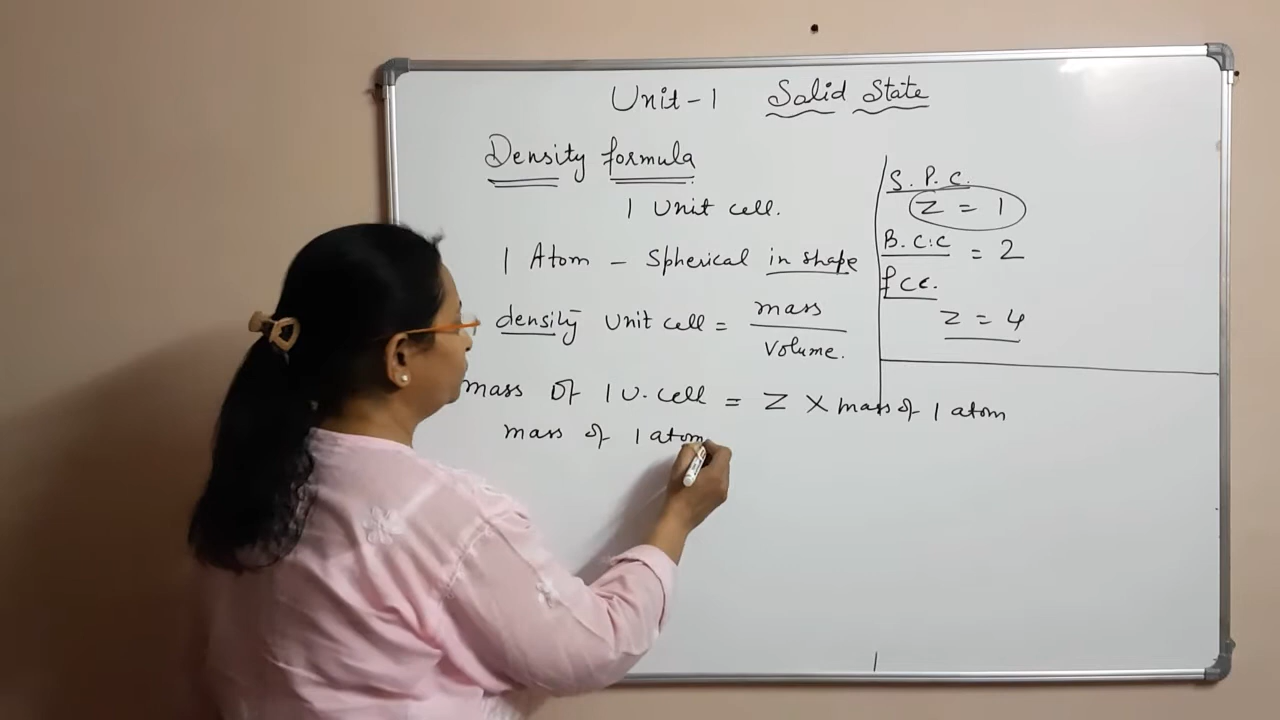 Unit-1 Solid State
Density formula
1 Unit cell.
1 Atom - Spherical in shape
density Unit cell = mass / Volume.
mass Of 1 U. cell = Z X mass of 1 atom
mass of 1 atom
S. P. C.
Z = 1
B.C.C = 2
fcc.
Z = 4